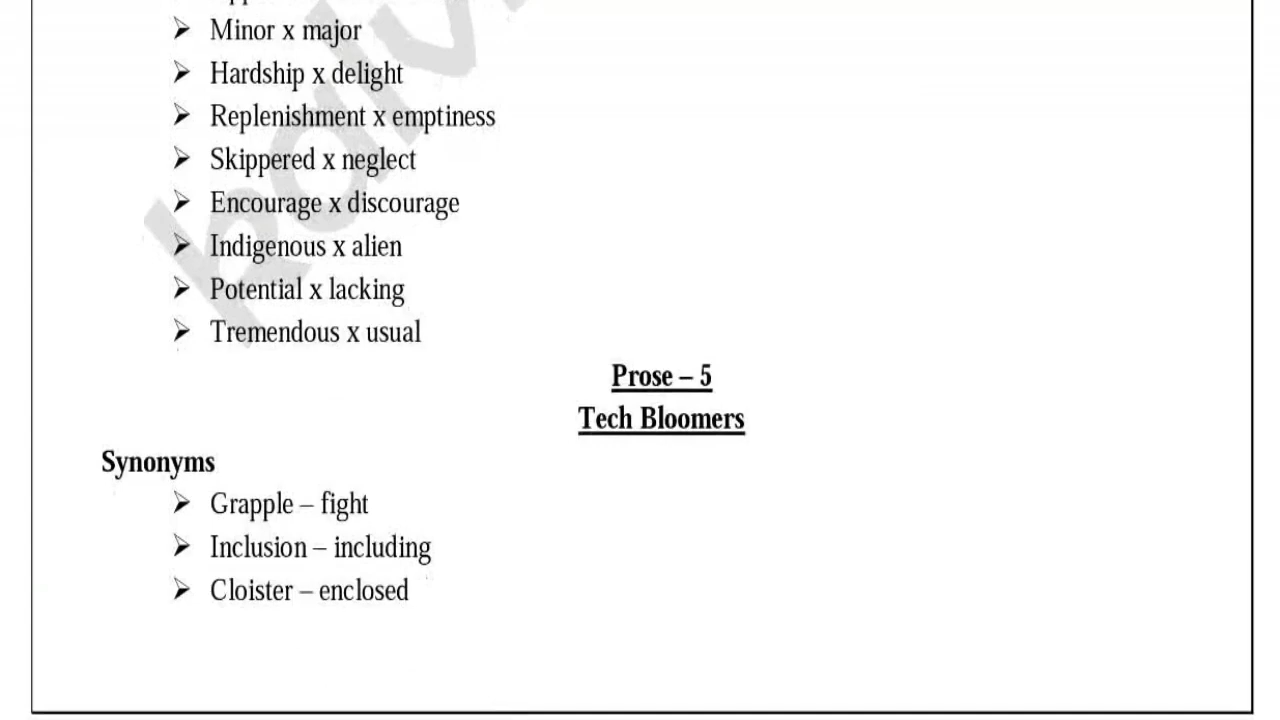 ➢ Minor x major
➢ Hardship x delight
➢ Replenishment x emptiness
➢ Skippered x neglect
➢ Encourage x discourage
➢ Indigenous x alien
➢ Potential x lacking
➢ Tremendous x usual
Prose – 5
Tech Bloomers
Synonyms
➢ Grapple – fight
➢ Inclusion – including
➢ Cloister – enclosed